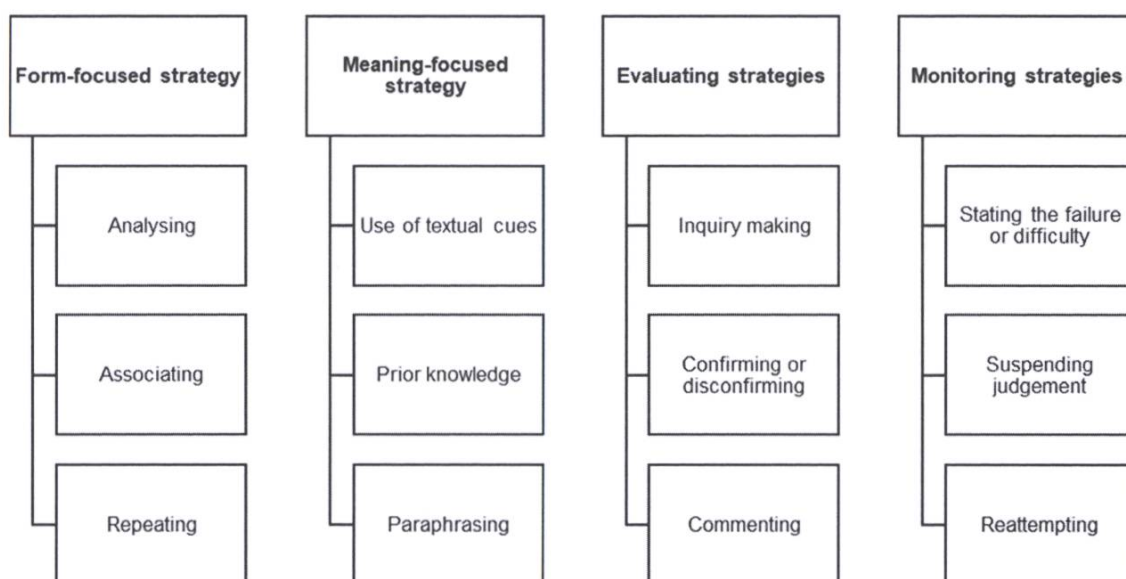 Form-focused strategy
Analysing
Associating
Repeating
Meaning-focused
strategy
Use of textual cues
Prior knowledge
Paraphrasing
Evaluating strategies
Inquiry making
Confirming or
disconfirming
Commenting
Monitoring strategies
Stating the failure
or difficulty
Suspending
judgement
Reattempting